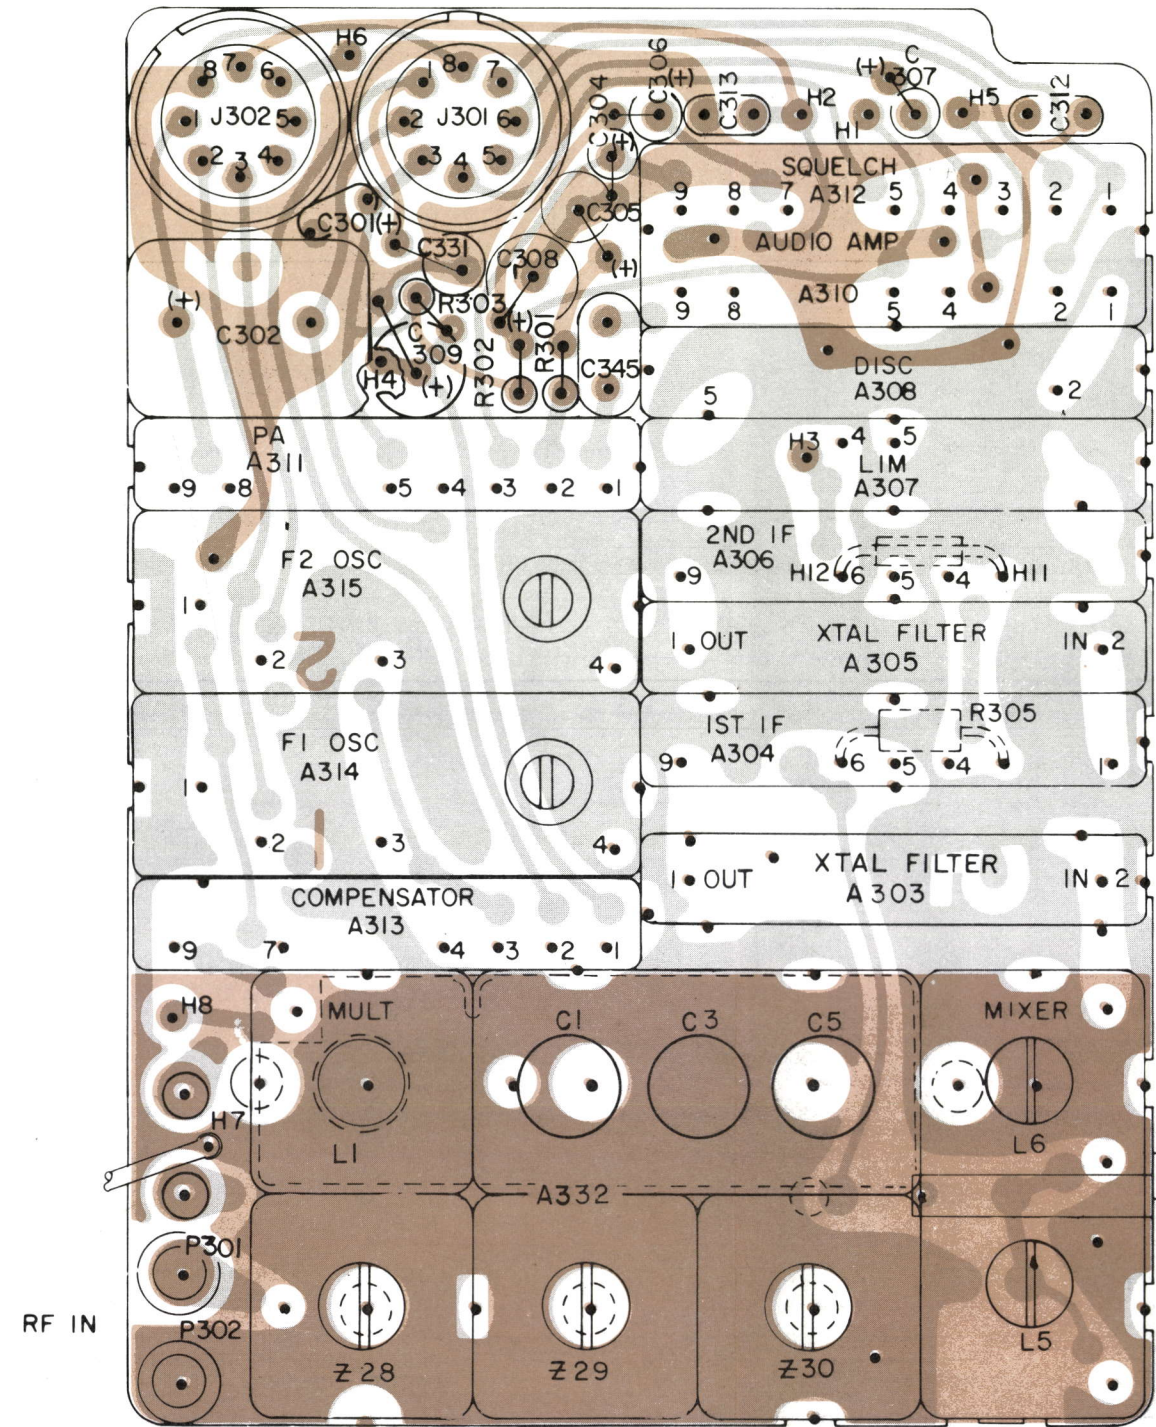 H6
C304
C306
(+)
C313
H2
(+)
C
307
H1
H5
C312
8 7 6
1 J302 5
2 3 4
1 8 7
2 J301 6
3 4 5
(+)
SQUELCH
A312
9 8 7 5 4 3 2 1
C301(+)
C305
C331
C308
(+)
AUDIO AMP
A310
9 8 5 4 2 1
(+)
C302
R303
C
309
(+)
H4
(+)
R302
R301
C345
DISC
A308
5
2
PA
A311
9 8 5 4 3 2 1
H3
4 5
LIM
A307
F2 OSC
A315
1
2 3 4
2
2ND IF
A306
9 H12 6 5 4 H11
XTAL FILTER
A305
1 OUT IN 2
F1 OSC
A314
1
2 3 4
1
1ST IF
A304
R305
9 6 5 4 1
XTAL FILTER
A303
1 OUT IN 2
COMPENSATOR
A313
9 7 4 3 2 1
H8
MULT
C1 C3 C5
MIXER
H7
L1
L6
A332
P301
RF IN
P302
Z28
Z29
Z30
L5